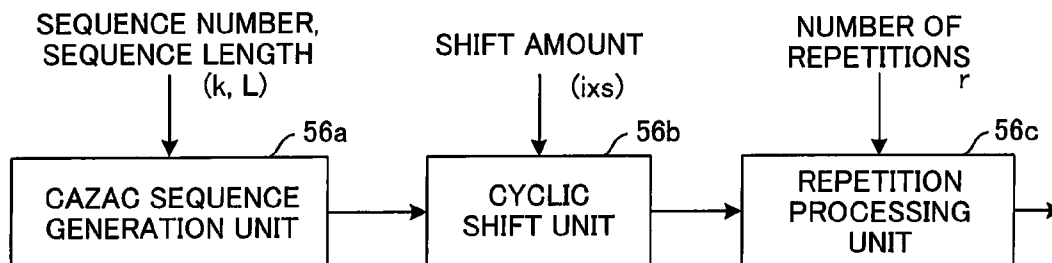 SEQUENCE NUMBER,
SEQUENCE LENGTH
(k, L)
SHIFT AMOUNT
(ixs)
NUMBER OF
REPETITIONS
r
56a
56b
56c
CAZAC SEQUENCE
GENERATION UNIT
CYCLIC
SHIFT UNIT
REPETITION
PROCESSING
UNIT